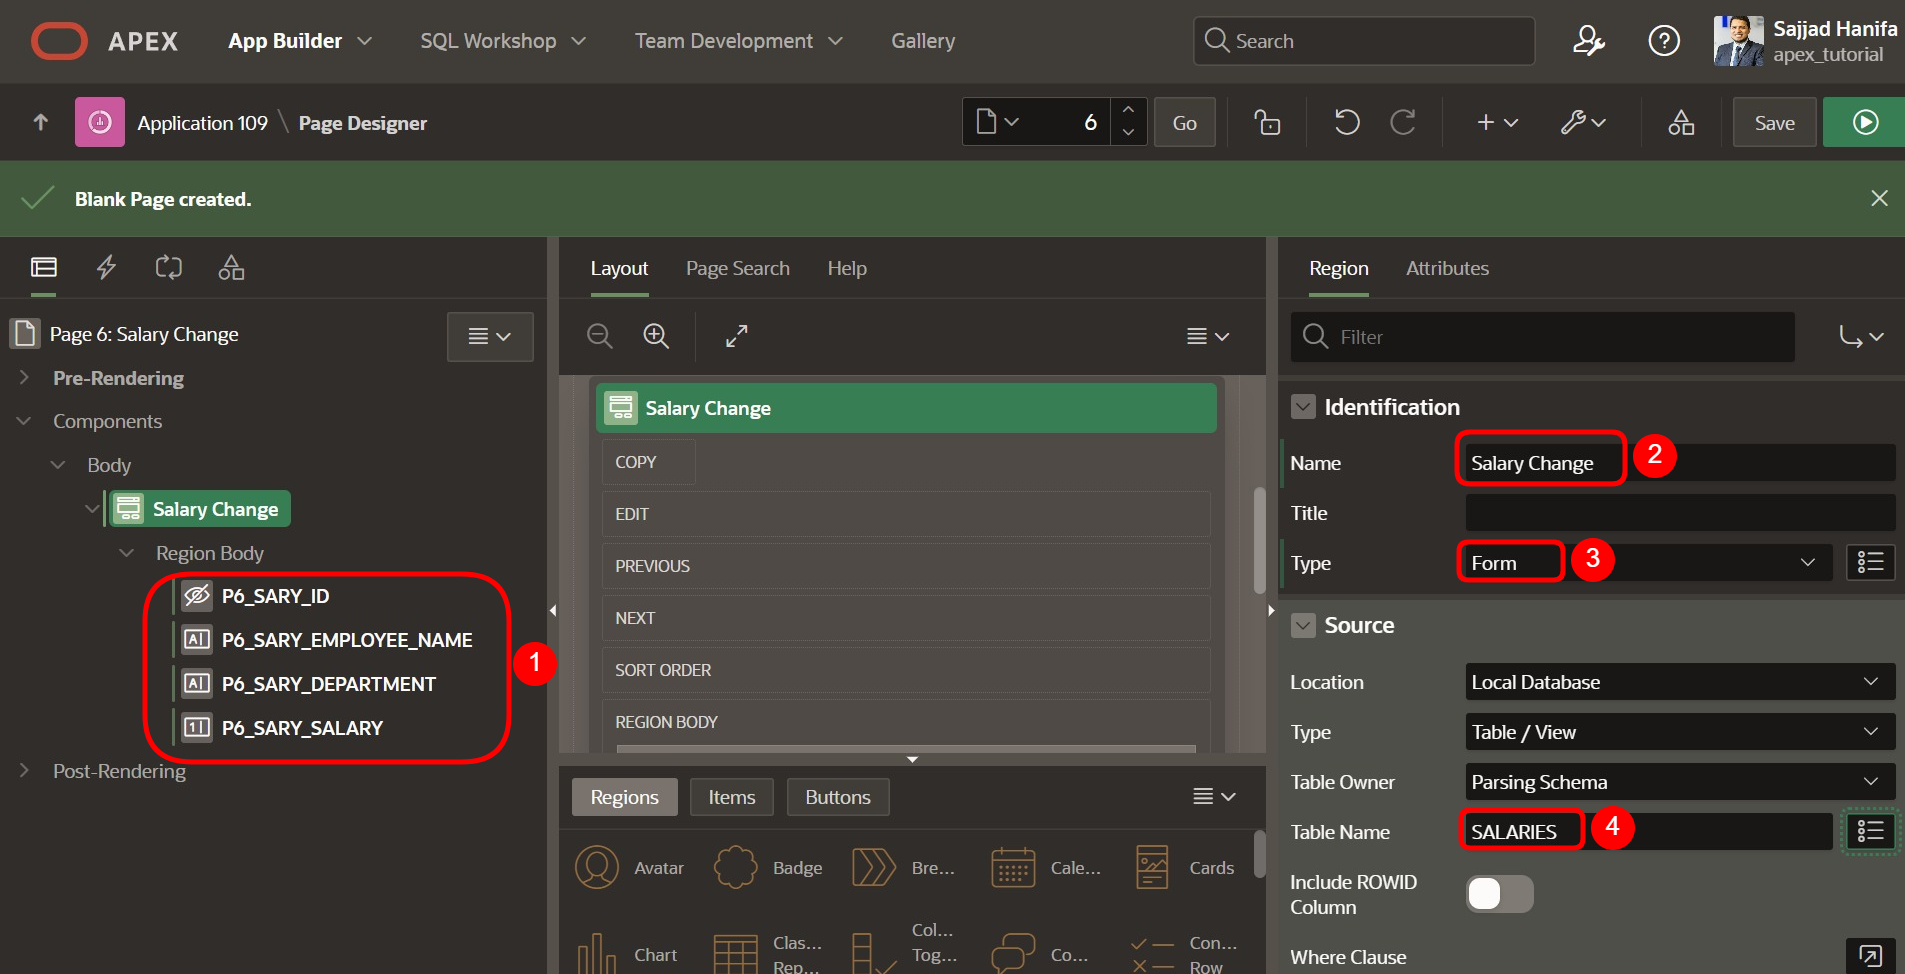 APEX
App Builder
SQL Workshop
Team Development
Gallery
Search
Sajjad Hanifa
apex_tutorial
Application 109 \ Page Designer
6
Go
Save
Blank Page created.
Page 6: Salary Change
Pre-Rendering
Components
Body
Salary Change
Region Body
P6_SARY_ID
P6_SARY_EMPLOYEE_NAME
P6_SARY_DEPARTMENT
P6_SARY_SALARY
1
Post-Rendering
Layout
Page Search
Help
Salary Change
COPY
EDIT
PREVIOUS
NEXT
SORT ORDER
REGION BODY
Regions
Items
Buttons
Avatar
Badge
Bre...
Cale...
Cards
Chart
Clas...
Rep...
Col...
Tog...
Co...
Con...
Row
Region
Attributes
Filter
Identification
Name
Salary Change
2
Title
Type
Form
3
Source
Location
Local Database
Type
Table / View
Table Owner
Parsing Schema
Table Name
SALARIES
4
Include ROWID
Column
Where Clause